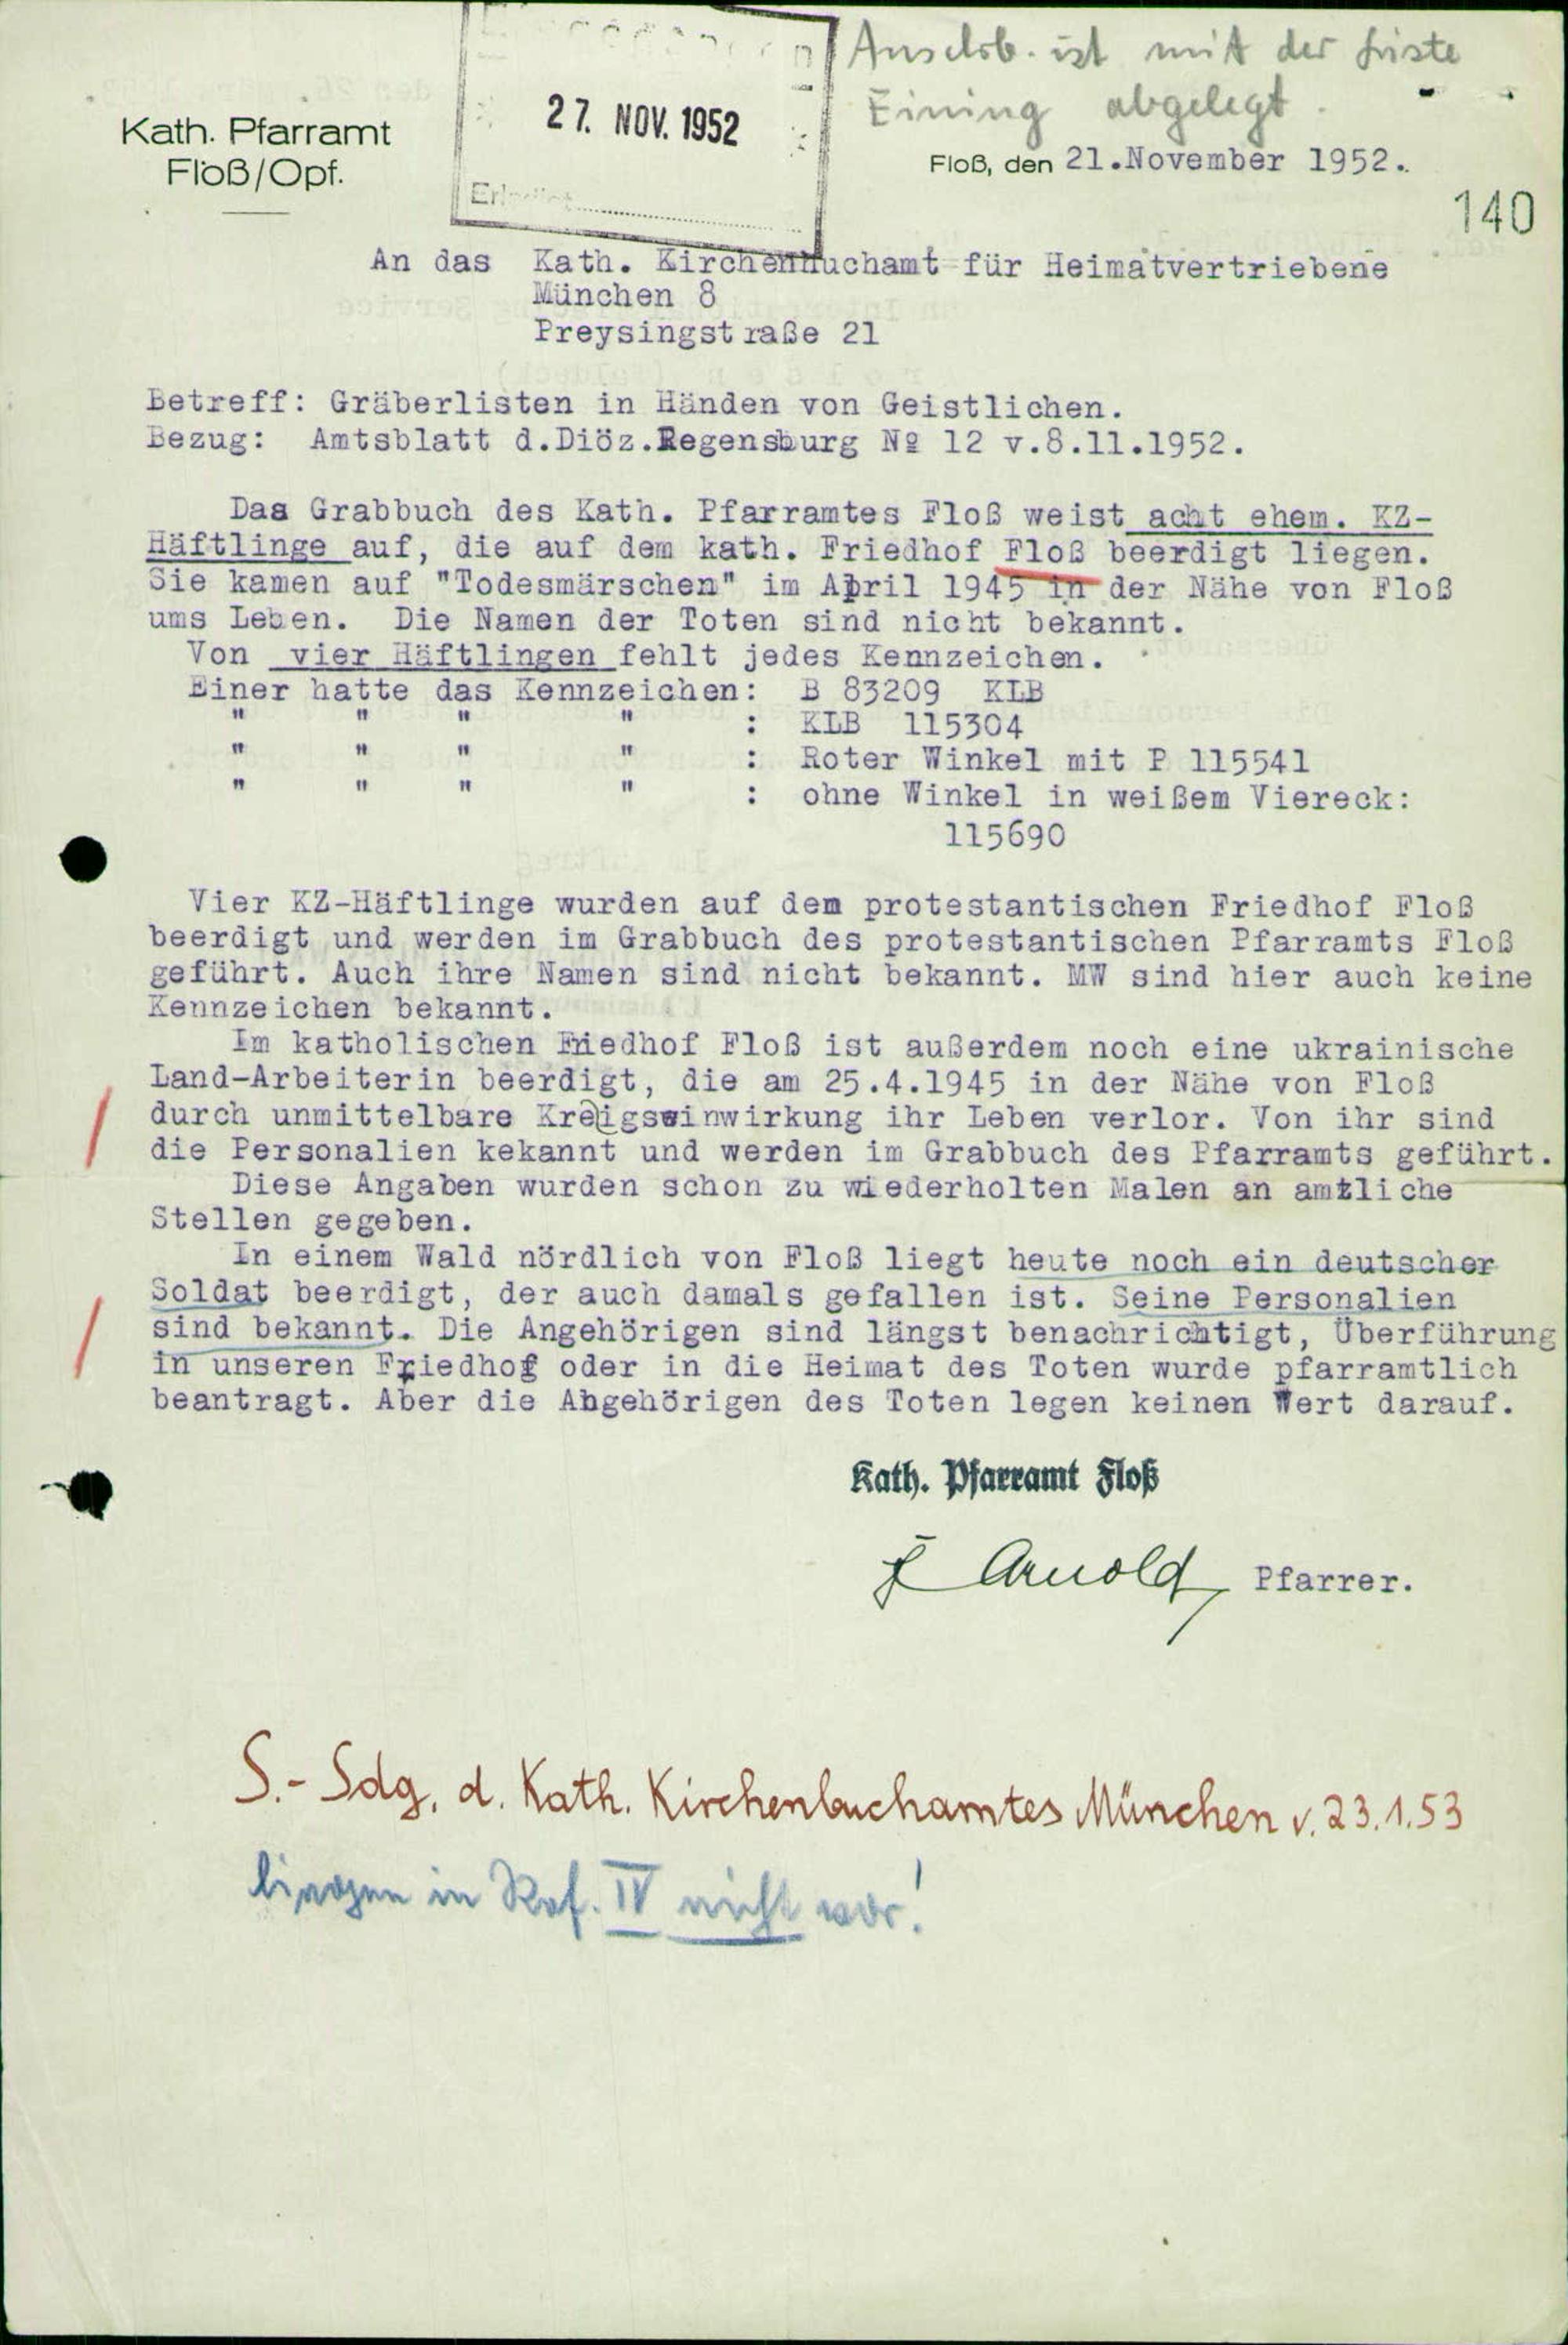 Anschrb. ist mit der Liste
Eining abgelegt.
27. NOV. 1952
Kath. Pfarramt
Floß/Opf.
Floß, den 21.November 1952.
140
An das Kath. Kirchenbuchamt für Heimatvertriebene
München 8
Preysingstraße 21
Betreff: Gräberlisten in Händen von Geistlichen.
Bezug: Amtsblatt d.Diöz.Regensburg № 12 v.8.11.1952.
Das Grabbuch des Kath. Pfarramtes Floß weist acht ehem. KZ-
Häftlinge auf, die auf dem kath. Friedhof Floß beerdigt liegen.
Sie kamen auf "Todesmärschen" im April 1945 in der Nähe von Floß
ums Leben. Die Namen der Toten sind nicht bekannt.
Von vier Häftlingen fehlt jedes Kennzeichen.
Einer hatte das Kennzeichen: B 83209 KLB
" " " " : KLB 115304
" " " " : Roter Winkel mit P 115541
" " " " : ohne Winkel in weißem Viereck:
115690
Vier KZ-Häftlinge wurden auf dem protestantischen Friedhof Floß
beerdigt und werden im Grabbuch des protestantischen Pfarramts Floß
geführt. Auch ihre Namen sind nicht bekannt. MW sind hier auch keine
Kennzeichen bekannt.
Im katholischen Friedhof Floß ist außerdem noch eine ukrainische
Land-Arbeiterin beerdigt, die am 25.4.1945 in der Nähe von Floß
durch unmittelbare Kreigseinwirkung ihr Leben verlor. Von ihr sind
die Personalien kekannt und werden im Grabbuch des Pfarramts geführt.
Diese Angaben wurden schon zu wiederholten Malen an amtliche
Stellen gegeben.
In einem Wald nördlich von Floß liegt heute noch ein deutscher
Soldat beerdigt, der auch damals gefallen ist. Seine Personalien
sind bekannt. Die Angehörigen sind längst benachrichtigt, Überführung
in unseren Friedhof oder in die Heimat des Toten wurde pfarramtlich
beantragt. Aber die Angehörigen des Toten legen keinen Wert darauf.
Kath. Pfarramt Floß
Arnold Pfarrer.
S.- Sdg. d. Kath. Kirchenbuchamtes München v. 23.1.53
liegen in Ref. IV nicht vor!